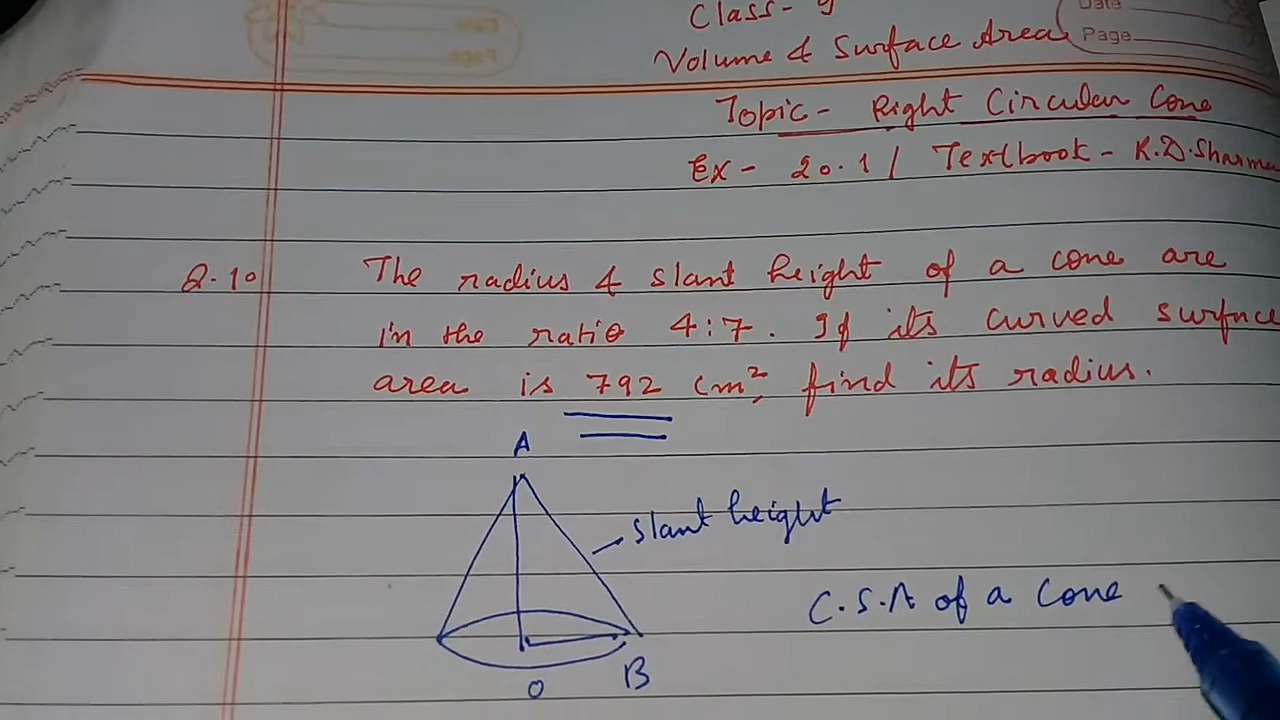 Class- 9
Date
Page
Volume & Surface Area
Topic- Right Circular Cone
Ex- 20.1 / Textbook- R.D.Sharma
Q.10 The radius & slant height of a cone are
in the ratio 4:7. If its curved surface
area is 792 cm², find its radius.
A
slant height
C.S.A of a Cone
O B